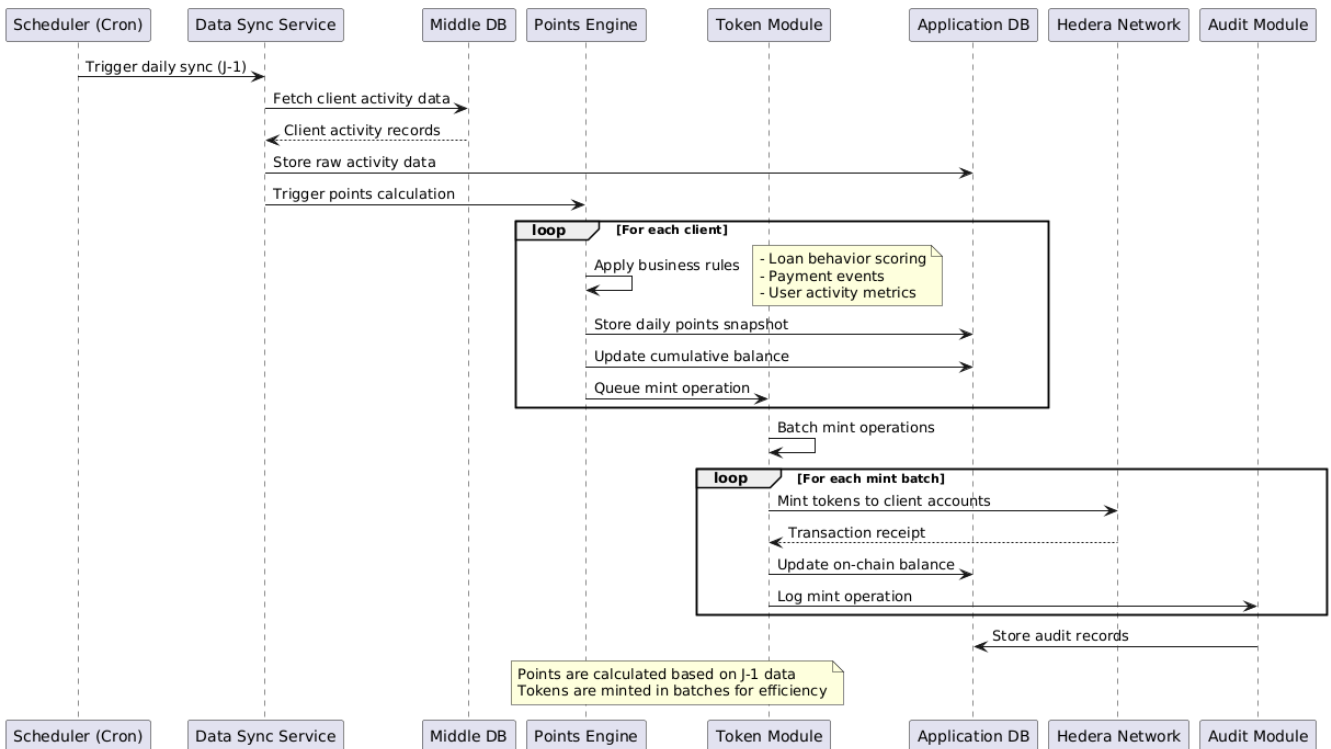 Scheduler (Cron)
Data Sync Service
Middle DB
Points Engine
Token Module
Application DB
Hedera Network
Audit Module
Trigger daily sync (J-1)
Fetch client activity data
Client activity records
Store raw activity data
Trigger points calculation
loop
[For each client]
Apply business rules
- Loan behavior scoring
- Payment events
- User activity metrics
Store daily points snapshot
Update cumulative balance
Queue mint operation
Batch mint operations
loop
[For each mint batch]
Mint tokens to client accounts
Transaction receipt
Update on-chain balance
Log mint operation
Store audit records
Points are calculated based on J-1 data
Tokens are minted in batches for efficiency
Scheduler (Cron)
Data Sync Service
Middle DB
Points Engine
Token Module
Application DB
Hedera Network
Audit Module